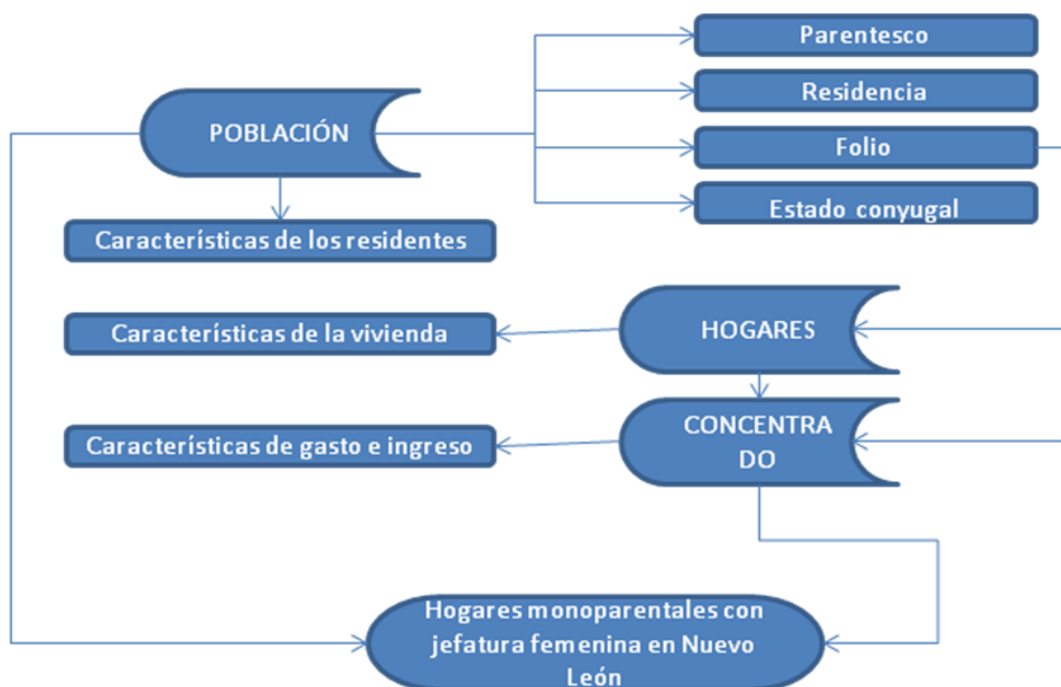 Parentesco
Residencia
POBLACIÓN
Folio
Estado conyugal
Características de los residentes
Características de la vivienda
HOGARES
Características de gasto e ingreso
CONCENTRA
DO
Hogares monoparentales con
jefatura femenina en Nuevo
León